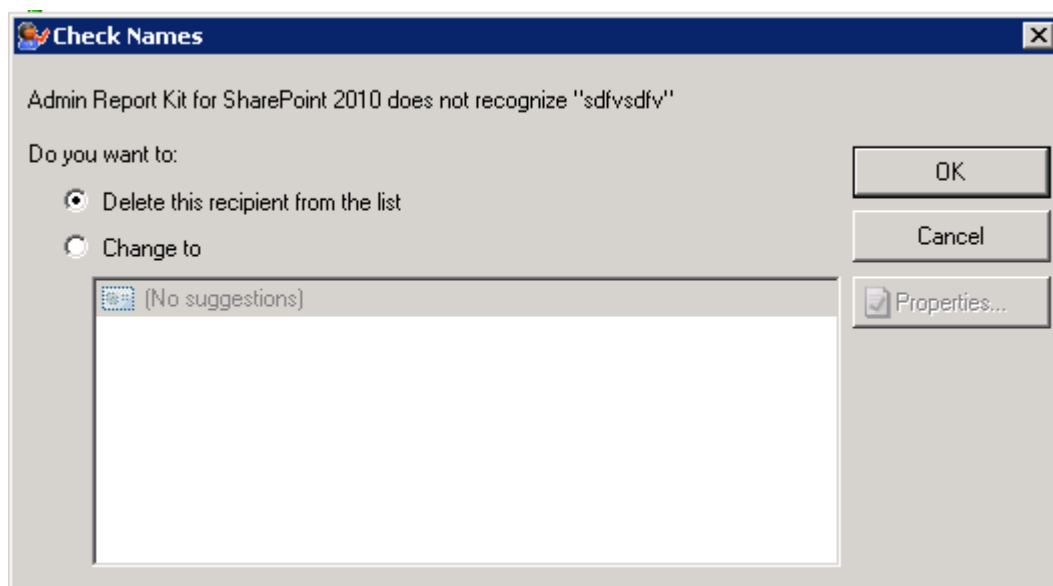 Check Names
Admin Report Kit for SharePoint 2010 does not recognize "sdfvsdfv"
Do you want to:
Delete this recipient from the list
Change to
(No suggestions)
OK
Cancel
Properties...